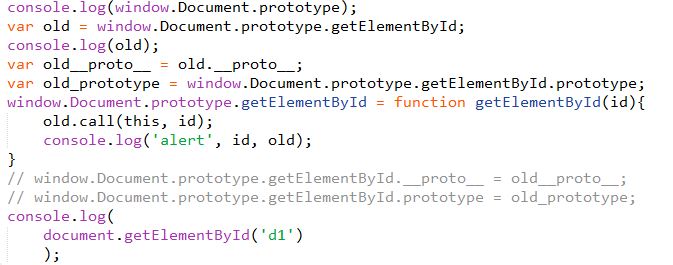 console.log(window.Document.prototype);
var old = window.Document.prototype.getElementById;
console.log(old);
var old__proto__ = old.__proto__;
var old_prototype = window.Document.prototype.getElementById.prototype;
window.Document.prototype.getElementById = function getElementById(id){
    old.call(this, id);
    console.log('alert', id, old);
}
// window.Document.prototype.getElementById.__proto__ = old__proto__;
// window.Document.prototype.getElementById.prototype = old_prototype;
console.log(
    document.getElementById('d1')
    );